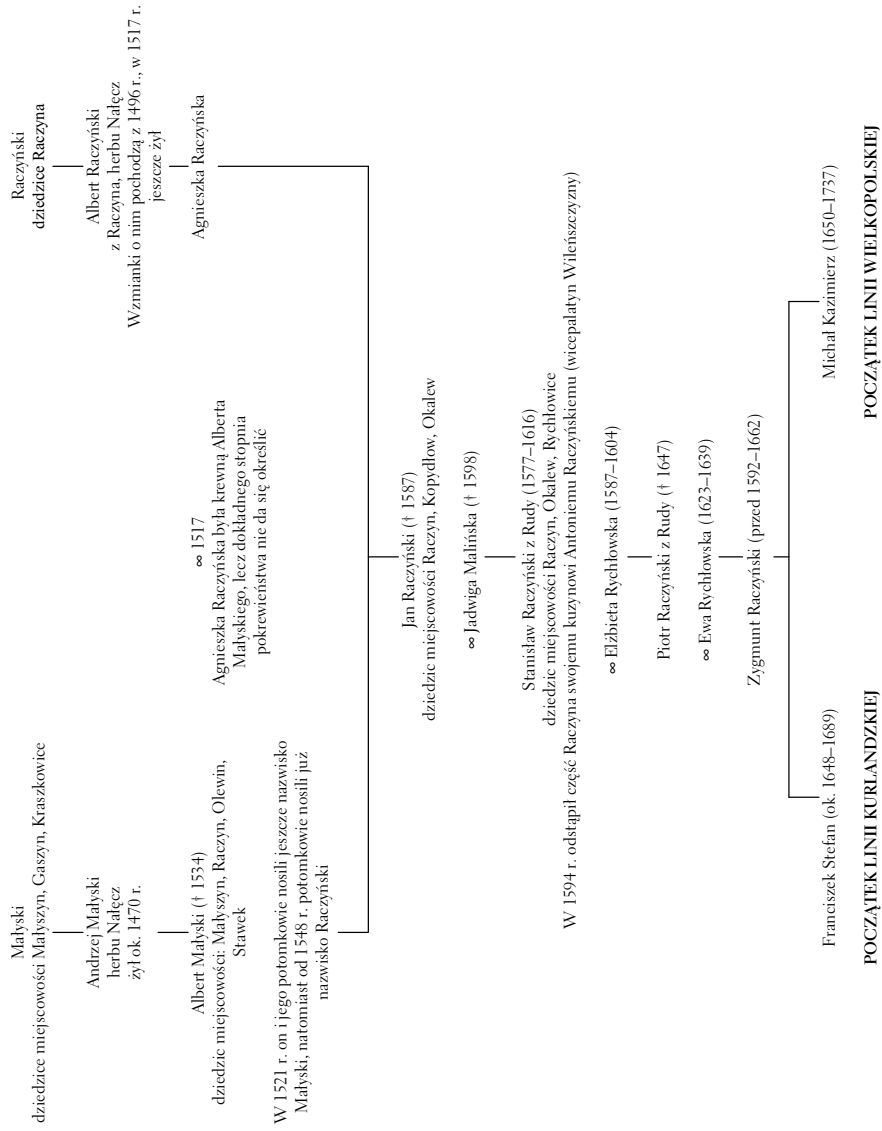 Małyski
dziedzice miejscowości Małyszyn, Gaszyn, Kraszkowice
Andrzej Małyski
herbu Nałęcz
żył ok. 1470 r.
Albert Małyski († 1534)
dziedzic miejscowości: Małyszyn, Raczyn, Olewin,
Stawek
W 1521 r. on i jego potomkowie nosili jeszcze nazwisko
Małyski, natomiast od 1548 r. potomkowie nosili już
nazwisko Raczyński
∞ 1517
Agnieszka Raczyńska była krewną Alberta
Małyskiego, lecz dokładnego stopnia
pokrewieństwa nie da się określić
Raczyński
dziedzice Raczyna
Albert Raczyński
z Raczyna, herbu Nałęcz
Wzmianki o nim pochodzą z 1496 r., w 1517 r.
jeszcze żył
Agnieszka Raczyńska
Jan Raczyński († 1587)
dziedzic miejscowości Raczyn, Kopydłów, Okalew
∞ Jadwiga Malińska († 1598)
Stanisław Raczyński z Rudy (1577–1616)
dziedzic miejscowości Raczyn, Okalew, Rychłowice
W 1594 r. odstąpił część Raczyna swojemu kuzynowi Antoniemu Raczyńskiemu (wicepalatyn Wileńszczyzny)
∞ Elżbieta Rychłowska (1587–1604)
Piotr Raczyński z Rudy († 1647)
∞ Ewa Rychłowska (1623–1639)
Zygmunt Raczyński (przed 1592–1662)
Franciszek Stefan (ok. 1648–1689)
POCZĄTEK LINII KURLANDZKIEJ
Michał Kazimierz (1650–1737)
POCZĄTEK LINII WIELKOPOLSKIEJ